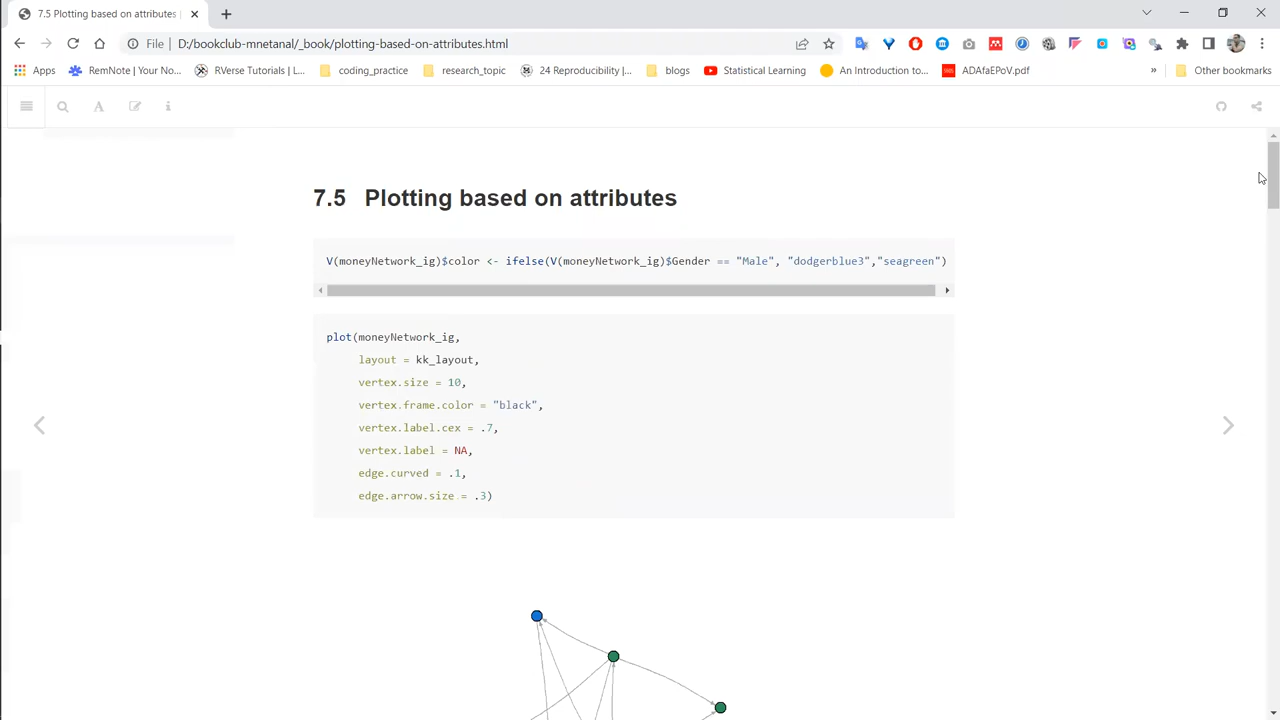 7.5 Plotting based on attributes
File D:/bookclub/mnetanal/_book/plotting-based-on-attributes.html
Apps RemNote | Your No... RVerse Tutorials | L... coding_practice research_topic 24 Reproducibility |... blogs Statistical Learning An Introduction to... ADAfaEPoV.pdf » Other bookmarks
7.5 Plotting based on attributes
V(moneyNetwork_ig)$color <- ifelse(V(moneyNetwork_ig)$Gender == "Male", "dodgerblue3","seagreen")
plot(moneyNetwork_ig,
layout = kk_layout,
vertex.size = 10,
vertex.frame.color = "black",
vertex.label.cex = .7,
vertex.label = NA,
edge.curved = .1,
edge.arrow.size = .3)